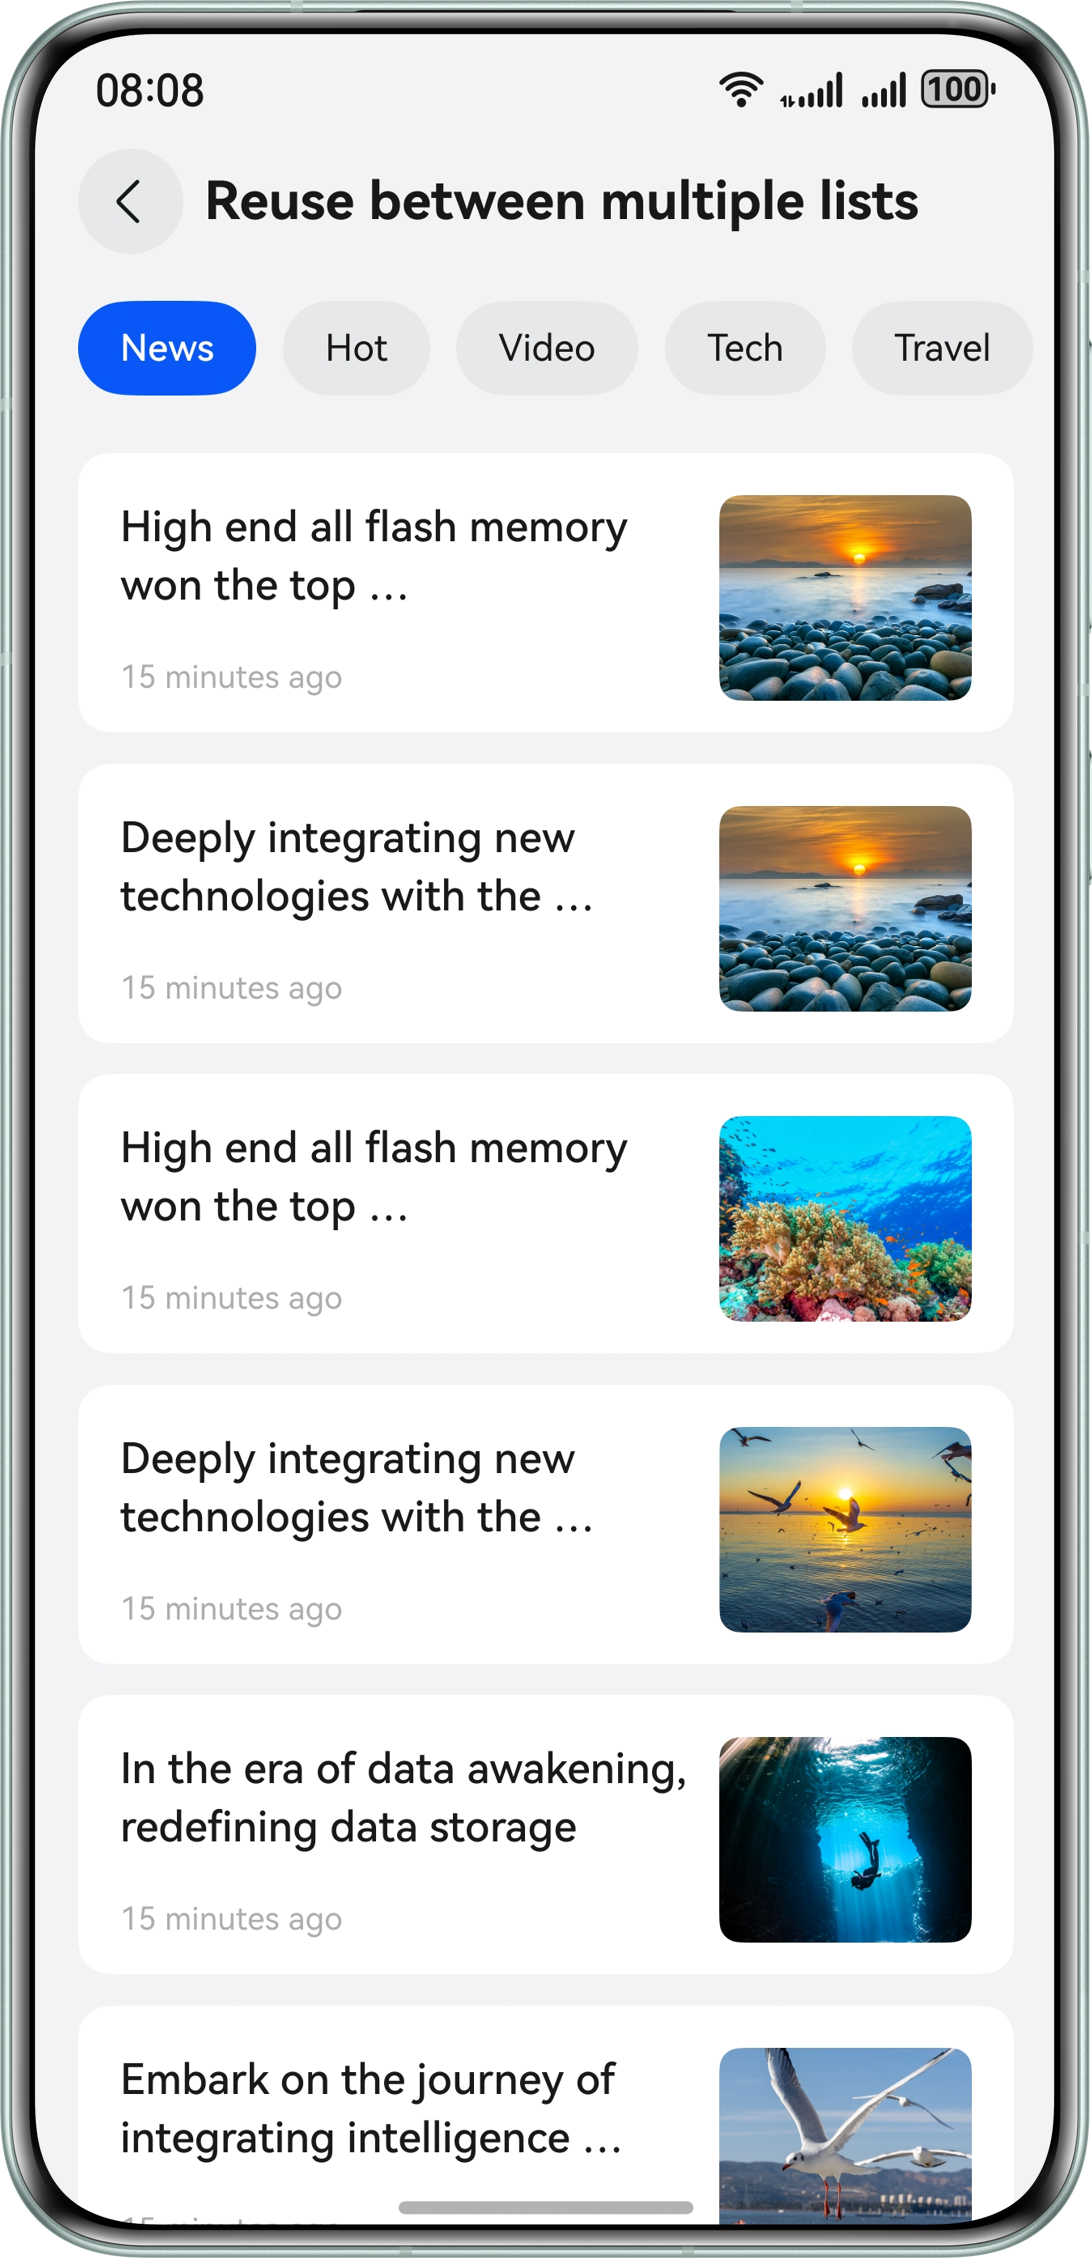 08:08
100
Reuse between multiple lists
News Hot Video Tech Travel
High end all flash memory
won the top ...
15 minutes ago
Deeply integrating new
technologies with the ...
15 minutes ago
High end all flash memory
won the top ...
15 minutes ago
Deeply integrating new
technologies with the ...
15 minutes ago
In the era of data awakening,
redefining data storage
15 minutes ago
Embark on the journey of
integrating intelligence ...